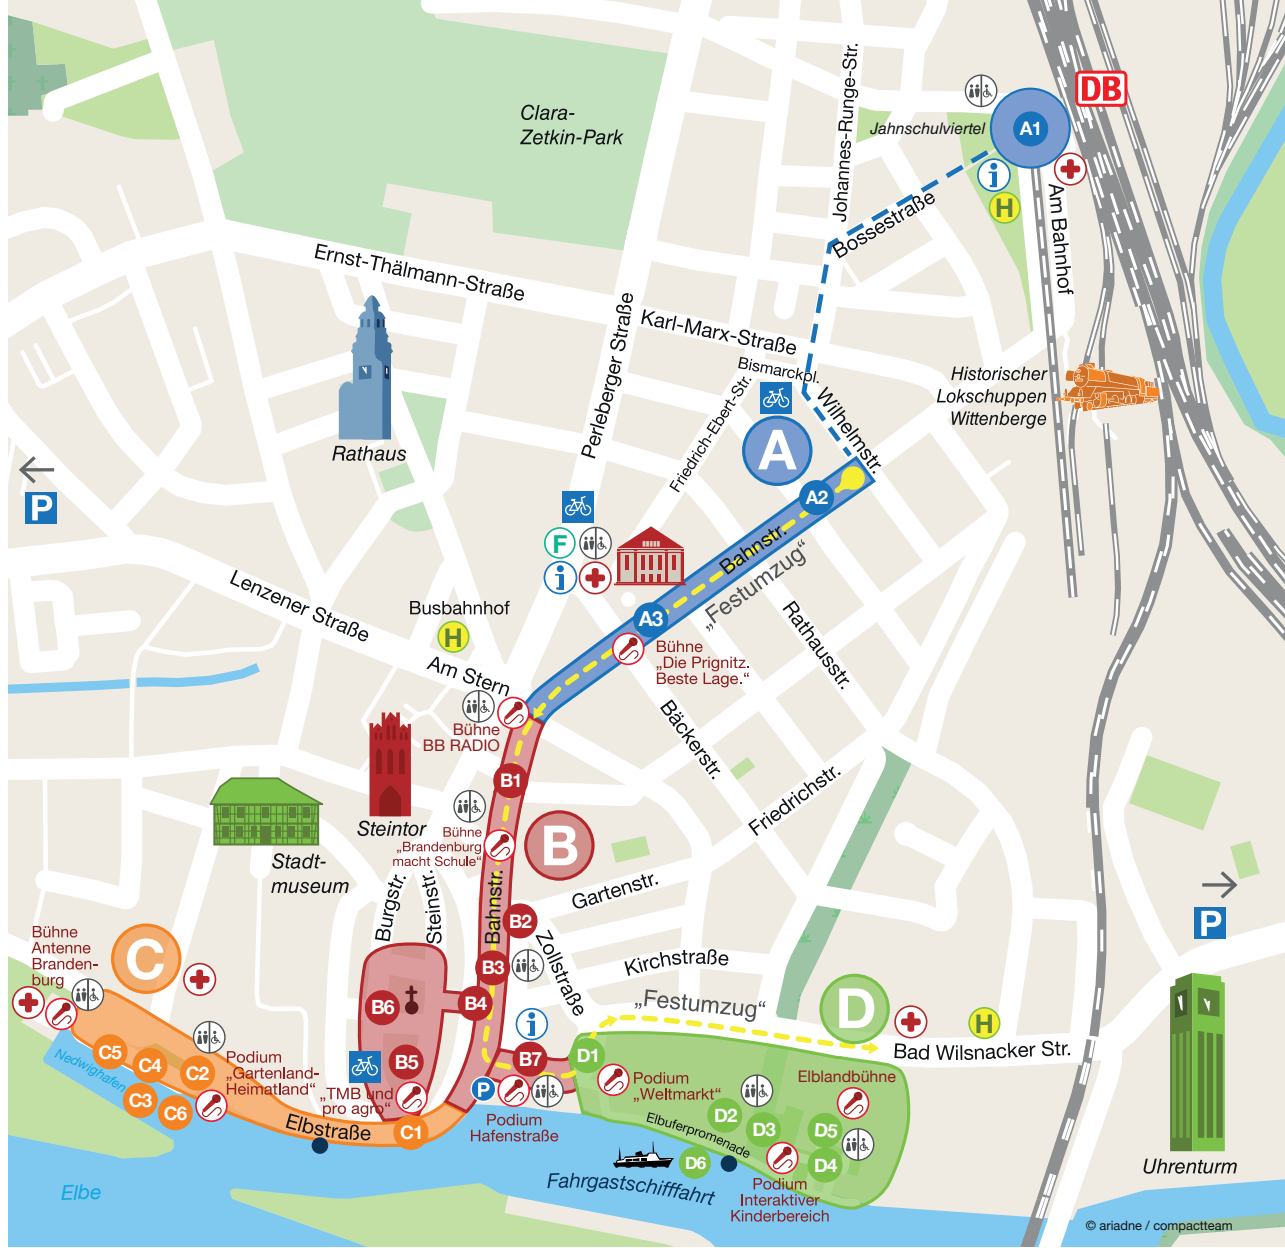 Clara-
Zetkin-Park
Johannes-Runge-Str.
DB
Jahnschulviertel
A1
i
H
Am Bahnhof
Bossestraße
Ernst-Thälmann-Straße
Perleberger Straße
Karl-Marx-Straße
Bismarckpl.
Wilhelmstr.
Friedrich-Ebert-Str.
Historischer
Lokschuppen
Wittenberge
Rathaus
A
A2
P
F
i
Bahnstr.
„Festumzug“
A3
Lenzener Straße
Busbahnhof
H
Am Stern
Bühne
„Die Prignitz.
Beste Lage.“
Rathausstr.
Bäckerstr.
Bühne
BB RADIO
B1
Friedrichstr.
Steintor
Stadt-
museum
Bühne
„Brandenburg
macht Schule“
B
Burgstr.
Steinstr.
Bahnstr.
Gartenstr.
B2
Zollstraße
Kirchstraße
P
Bühne
Antenne
Branden-
burg
C
B3
B4
B6
„Festumzug“
D
H
Bad Wilsnacker Str.
i
B5
B7
D1
C5
C4
C2
C3
C6
Nedwighafen
Podium
„Gartenland-
Heimatland“
„TMB und
pro agro“
P
Podium
Hafenstraße
Podium
„Weltmarkt“
Elblandbühne
D2
D3
D5
D4
Elbuferpromenade
Elbstraße
C1
D6
Fahrgastschifffahrt
Podium
Interaktiver
Kinderbereich
Uhrenturm
Elbe
© ariadne / compactteam